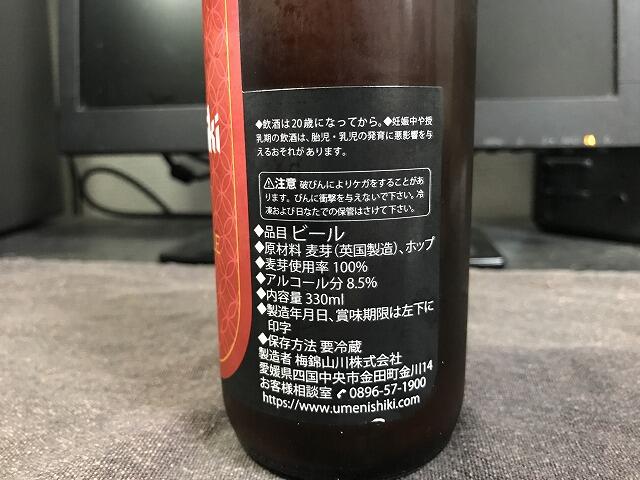 iki
E
◆飲酒は20歳になってから。◆妊娠中や授
乳期の飲酒は、胎児・乳児の発育に悪影響を与
えるおそれがあります。
⚠注意 破びんによりケガをすることがあ
ります。びんに衝撃を与えないで下さい。冷
凍および日なたでの保管はさけて下さい。
◆品目 ビール
◆原材料 麦芽(英国製造)、ホップ
◆麦芽使用率 100%
◆アルコール分 8.5%
◆内容量 330ml
◆製造年月日、賞味期限は左下に
印字
◆保存方法 要冷蔵
製造者 梅錦山川株式会社
愛媛県四国中央市金田町金川14
お客様相談室 ✆0896-57-1900
https://www.umenishiki.com